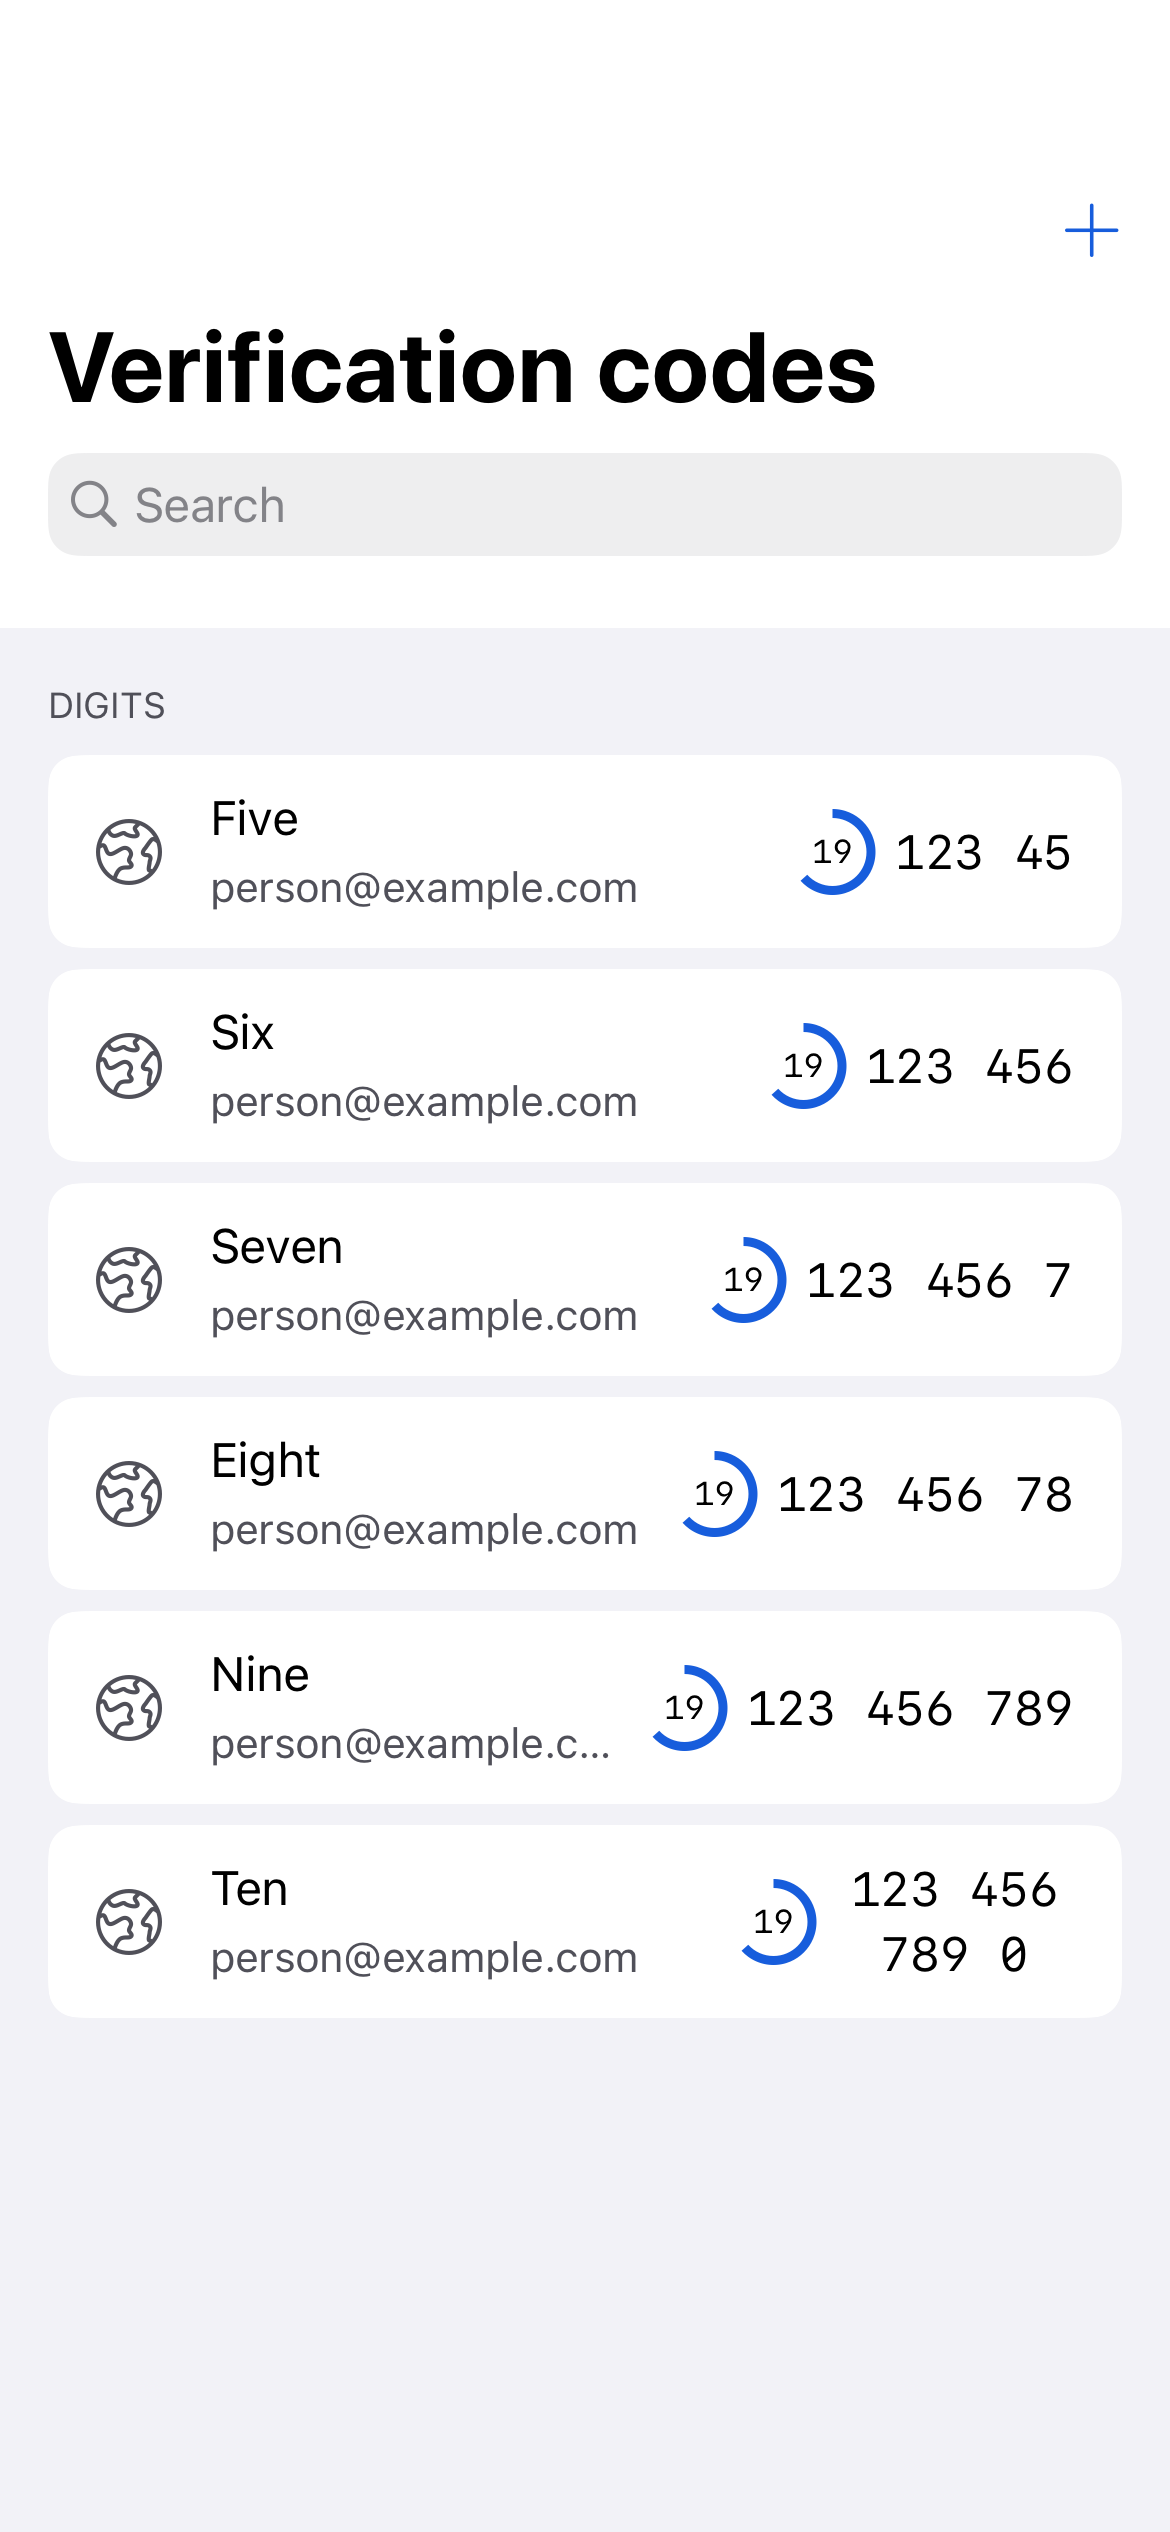 Verification codes
Search
DIGITS
Five
person@example.com
19
123 45
Six
person@example.com
19
123 456
Seven
person@example.com
19
123 456 7
Eight
person@example.com
19
123 456 78
Nine
person@example.c...
19
123 456 789
Ten
person@example.com
19
123 456
789 0